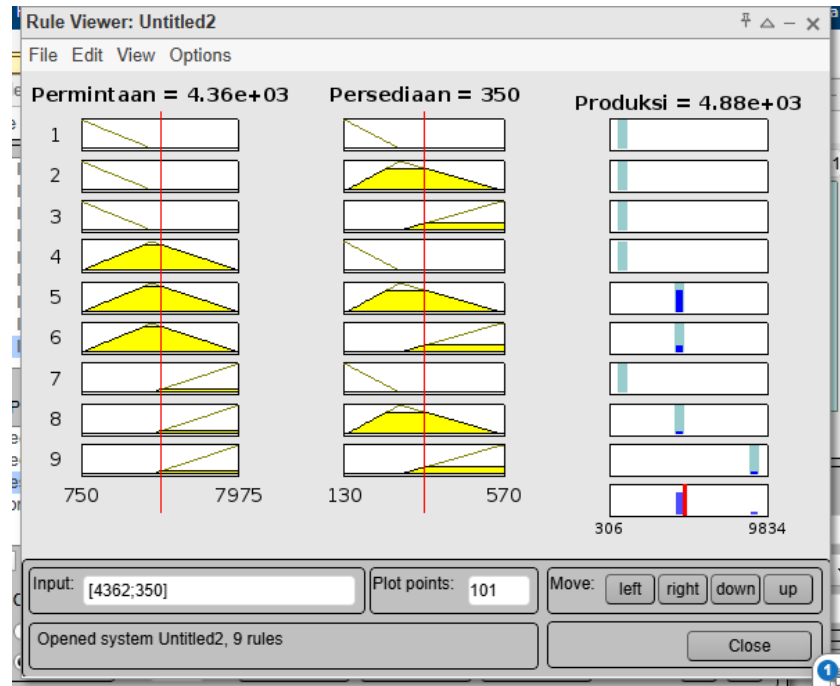 Rule Viewer: Untitled2
File Edit View Options
Permintaan = 4.36e+03
Persediaan = 350
Produksi = 4.88e+03
1
2
3
4
5
6
7
8
9
750 7975
130 570
306 9834
Input: [4362;350]
Plot points: 101
Move: left right down up
Opened system Untitled2, 9 rules
Close
1